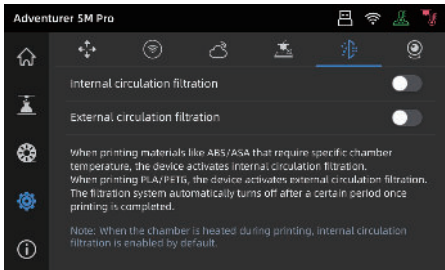 Adventurer 5M Pro
Internal circulation filtration
External circulation filtration
When printing materials like ABS/ASA that require specific chamber
temperature, the device activates internal circulation filtration.
When printing PLA/PETG, the device activates external circulation filtration.
The filtration system automatically turns off after a certain period once
printing is completed.
Note: When the chamber is heated during printing, internal circulation
filtration is enabled by default.